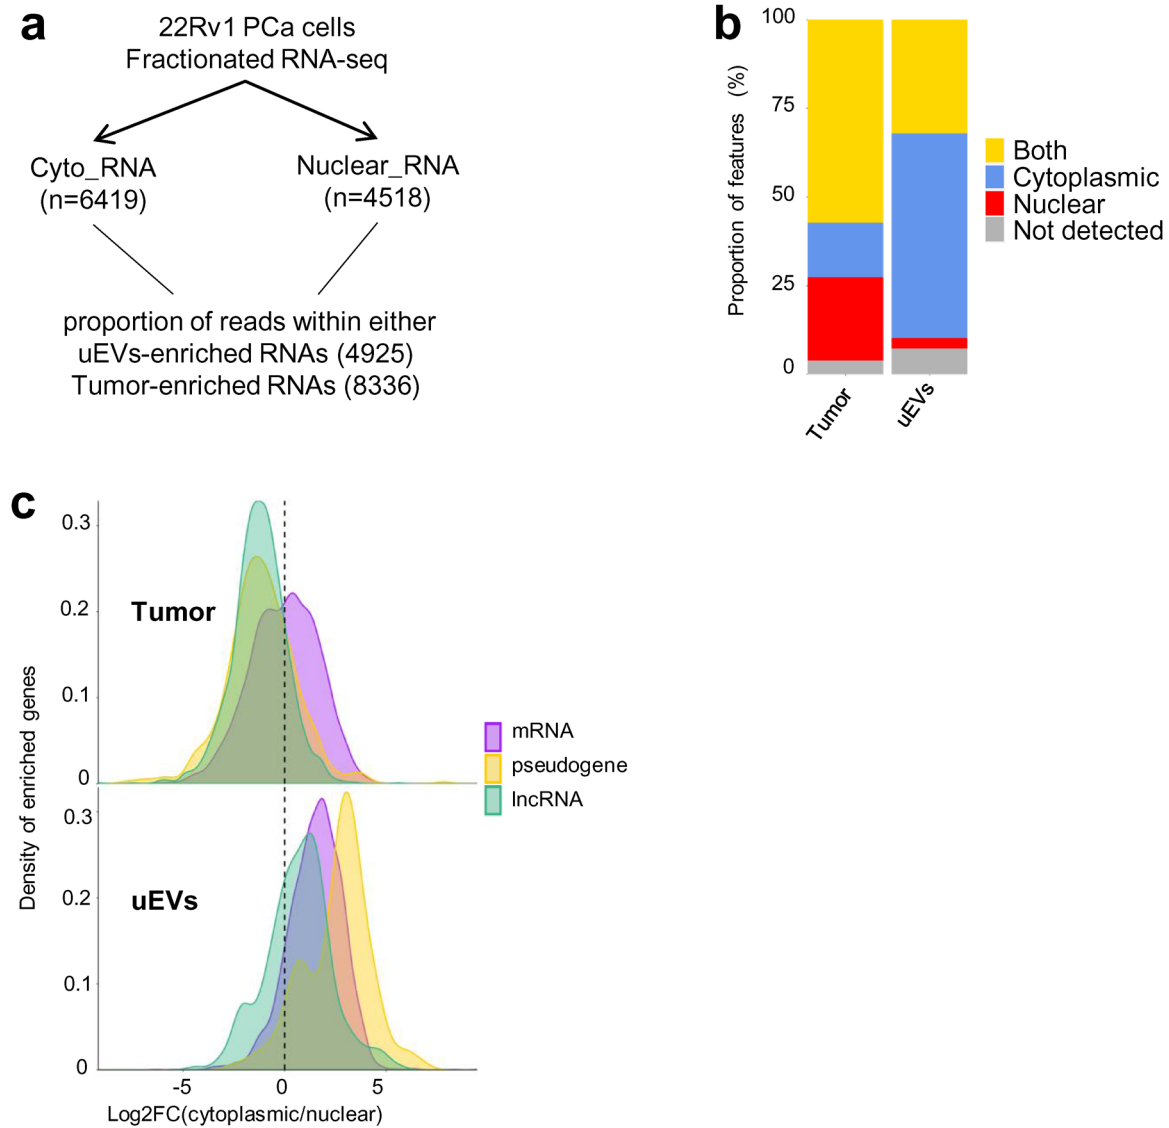 a
22Rv1 PCa cells
Fractionated RNA-seq
Cyto_RNA
(n=6419)
Nuclear_RNA
(n=4518)
proportion of reads within either
uEVs-enriched RNAs (4925)
Tumor-enriched RNAs (8336)
b
Proportion of features (%)
100
75
50
25
0
Tumor
uEVs
Both
Cytoplasmic
Nuclear
Not detected
c
Density of enriched genes
0.3
0.2
0.1
0
Tumor
0.3
0.2
0.1
0
uEVs
-5
0
5
Log2FC(cytoplasmic/nuclear)
mRNA
pseudogene
lncRNA